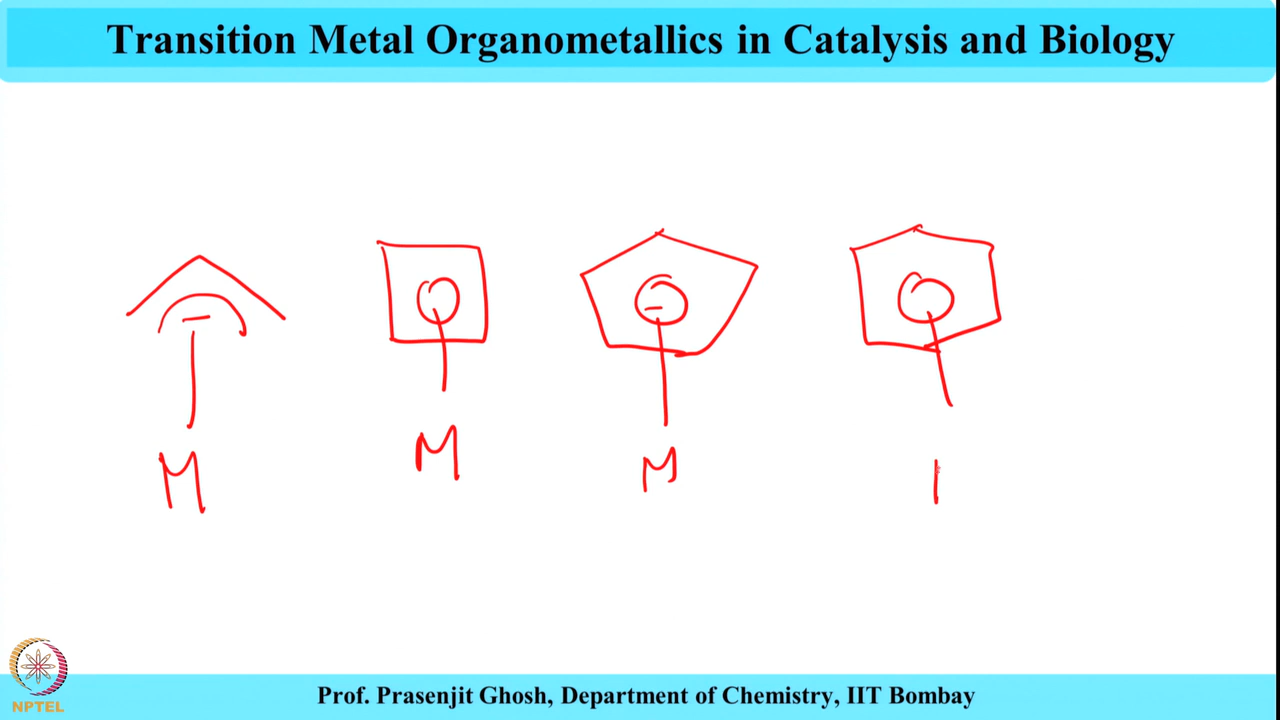 Transition Metal Organometallics in Catalysis and Biology
M M M
Prof. Prasenjit Ghosh, Department of Chemistry, IIT Bombay
NPTEL